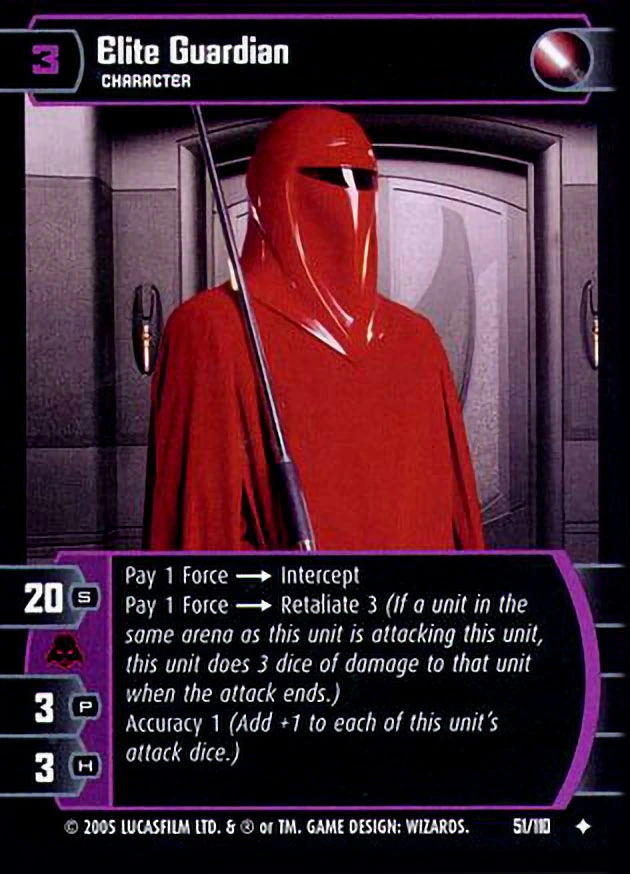 3
Elite Guardian
CHARACTER
20 S
3 P
3 H
Pay 1 Force → Intercept
Pay 1 Force → Retaliate 3 (If a unit in the
same arena as this unit is attacking this unit,
this unit does 3 dice of damage to that unit
when the attack ends.)
Accuracy 1 (Add +1 to each of this unit's
attack dice.)
© 2005 LUCASFILM LTD. & ® or TM. GAME DESIGN: WIZARDS. 51/110